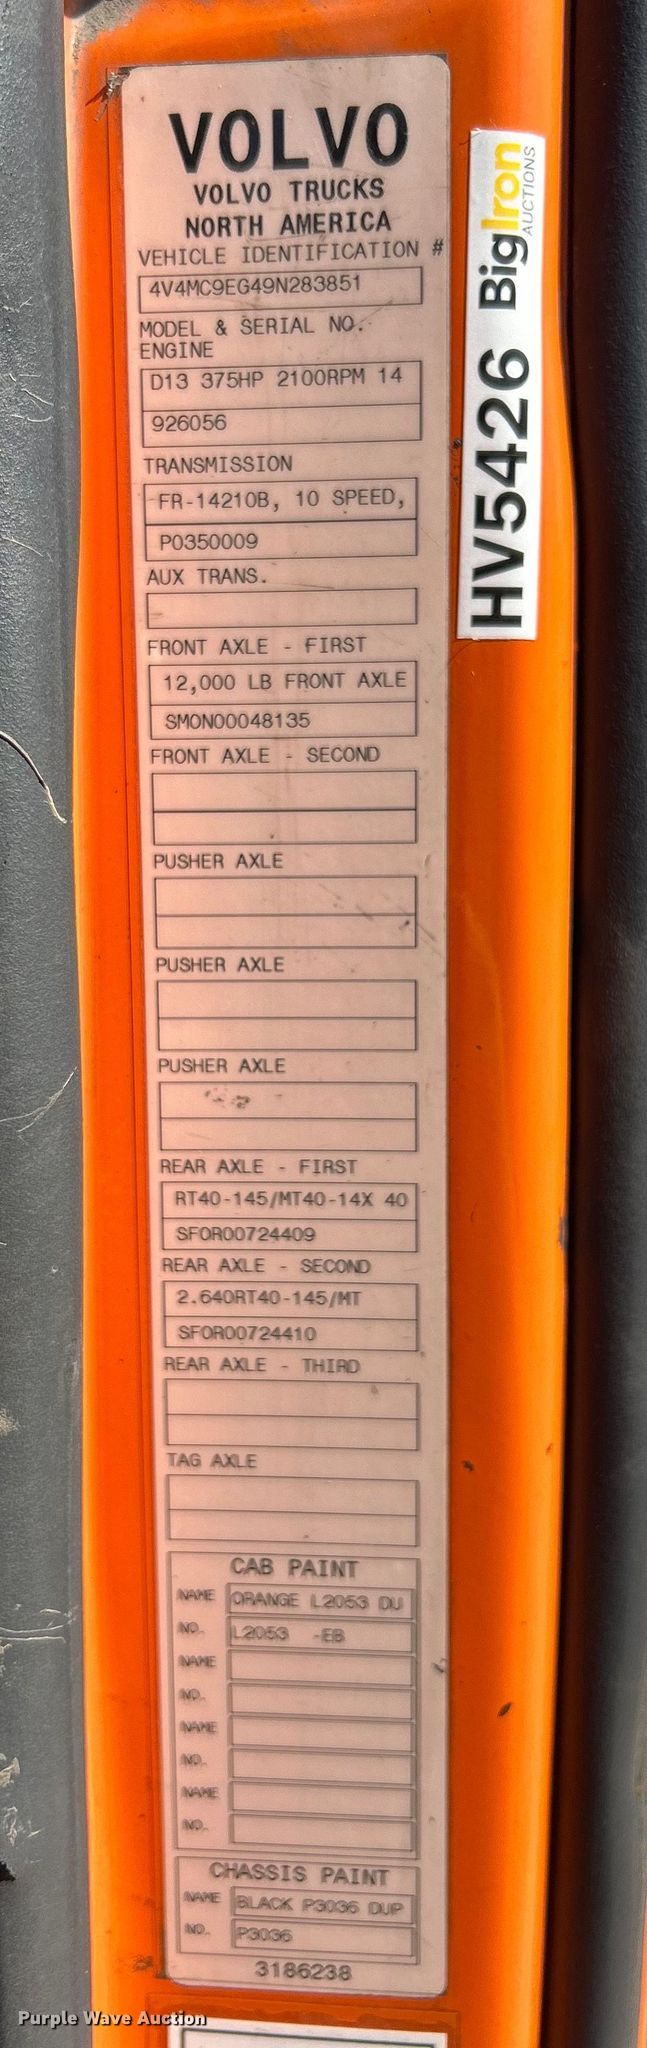 VOLVO
VOLVO TRUCKS
NORTH AMERICA
VEHICLE IDENTIFICATION #
4V4MC9EG49N283851
MODEL & SERIAL NO.
ENGINE
D13 375HP 2100RPM 14
926056
TRANSMISSION
FR-14210B, 10 SPEED,
P0350009
AUX TRANS.
FRONT AXLE - FIRST
12,000 LB FRONT AXLE
SMON00048135
FRONT AXLE - SECOND
PUSHER AXLE
PUSHER AXLE
PUSHER AXLE
REAR AXLE - FIRST
RT40-145/MT40-14X 40
SFOR00724409
REAR AXLE - SECOND
2.640RT40-145/MT
SFOR00724410
REAR AXLE - THIRD
TAG AXLE
CAB PAINT
NAME ORANGE L2053 DU
NO. L2053 -EB
NAME
NO.
NAME
NO.
NAME
NO.
CHASSIS PAINT
NAME BLACK P3036 DUP
NO. P3036
3186238
HV5426 BigIron
AUCTIONS
Purple Wave Auction